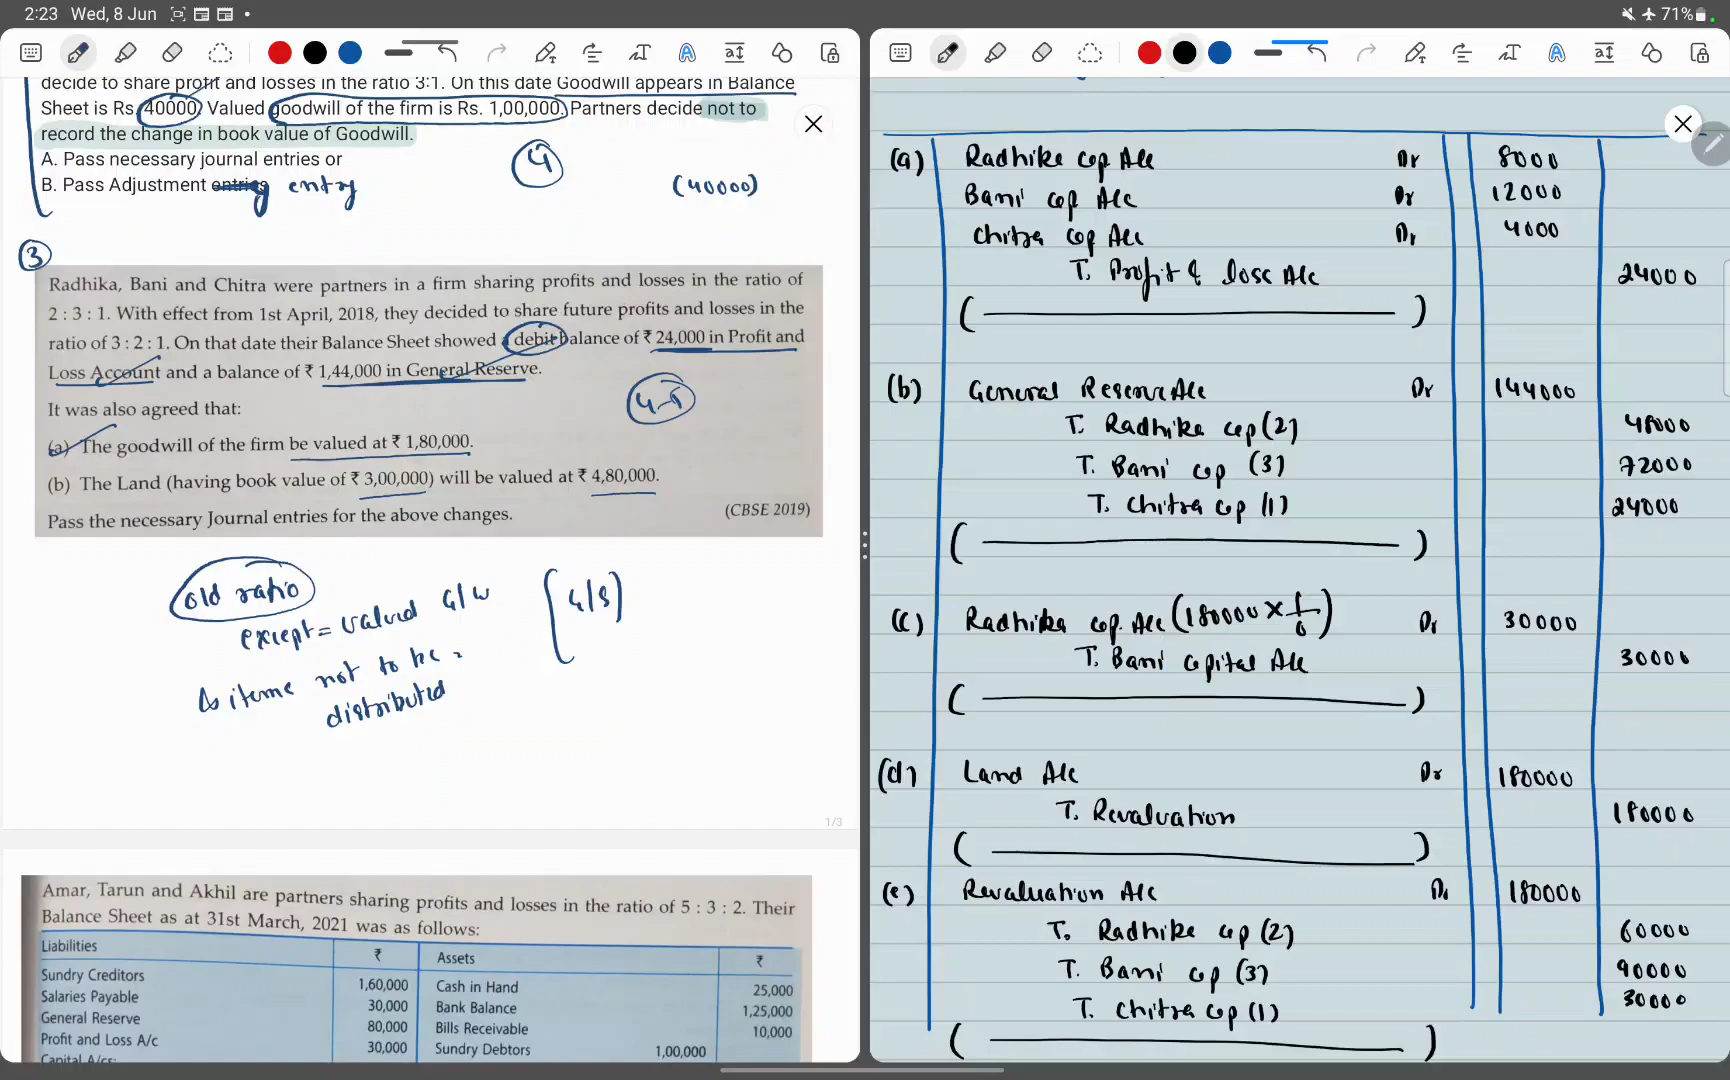 2:23 Wed, 8 Jun
71%
decide to share profit and losses in the ratio 3:1. On this date Goodwill appears in Balance
Sheet is Rs 40000. Valued goodwill of the firm is Rs. 1,00,000. Partners decide not to
record the change in book value of Goodwill.
A. Pass necessary journal entries or
B. Pass Adjustment entries entry
4
(40000)
3
Radhika, Bani and Chitra were partners in a firm sharing profits and losses in the ratio of
2 : 3 : 1. With effect from 1st April, 2018, they decided to share future profits and losses in the
ratio of 3 : 2 : 1. On that date their Balance Sheet showed a debit balance of ₹ 24,000 in Profit and
Loss Account and a balance of ₹ 1,44,000 in General Reserve.
It was also agreed that:
(a) The goodwill of the firm be valued at ₹ 1,80,000.
(b) The Land (having book value of ₹ 3,00,000) will be valued at ₹ 4,80,000.
Pass the necessary Journal entries for the above changes.
(CBSE 2019)
old ratio
except = valued G/W
items not to be
distributed
1/3
Amar, Tarun and Akhil are partners sharing profits and losses in the ratio of 5 : 3 : 2. Their
Balance Sheet as at 31st March, 2021 was as follows:
Liabilities ₹ Assets ₹
Sundry Creditors 1,60,000 Cash in Hand 25,000
Salaries Payable 30,000 Bank Balance 1,25,000
General Reserve 80,000 Bills Receivable 10,000
Profit and Loss A/c 30,000 Sundry Debtors 1,00,000
Capital A/cs:
(a) Radhika cap A/c Dr 8000
Bani cap A/c Dr 12000
Chitra cap A/c Dr 4000
T. Profit & loss A/c 24000
( )
(b) General Reserve A/c Dr 144000
T. Radhika cap (2) 48000
T. Bani cap (3) 72000
T. Chitra cap (1) 24000
( )
(c) Radhika cap. A/c (180000 × 1/6) Dr 30000
T. Bani capital A/c 30000
( )
(d) Land A/c Dr 180000
T. Revaluation 180000
( )
(e) Revaluation A/c Dr 180000
T. Radhika cap (2) 60000
T. Bani cap (3) 90000
T. Chitra cap (1) 30000
( )